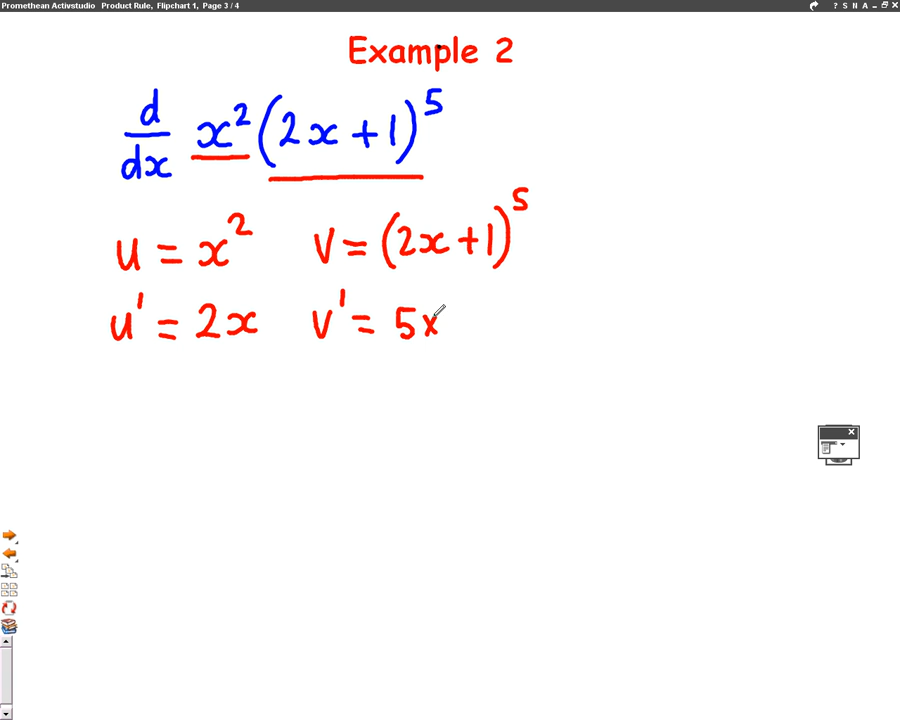 Promethean Activstudio Product Rule, Flipchart 1, Page 3 / 4 ? S N A
Example 2
d/dx x²(2x+1)⁵
u = x² v = (2x+1)⁵
u' = 2x v' = 5×